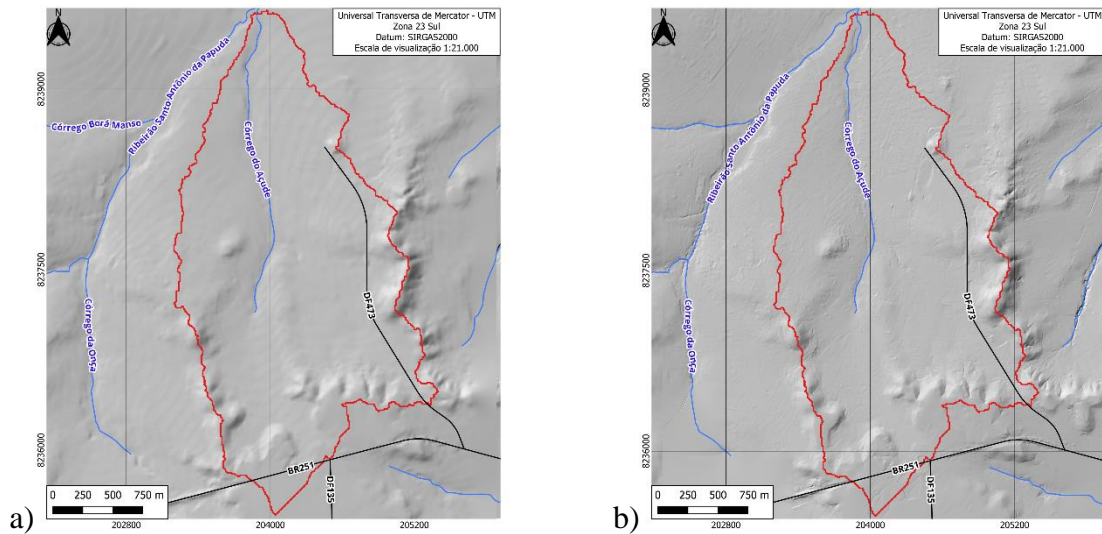 Universal Transversa de Mercator - UTM
Zona 23 Sul
Datum: SIRGAS2000
Escala de visualização 1:21.000
8239000
8237500
8236000
Ribeirão Santo Antônio da Papuda
Córrego Borá Manso
Córrego do Açude
Córrego da Onça
DF473
BR251
DF135
0 250 500 750 m
202800 204000 205200
a)
Universal Transversa de Mercator - UTM
Zona 23 Sul
Datum: SIRGAS2000
Escala de visualização 1:21.000
8239000
8237500
8236000
Ribeirão Santo Antônio da Papuda
Córrego do Açude
Córrego da Onça
DF473
BR251
DF135
0 250 500 750 m
202800 204000 205200
b)